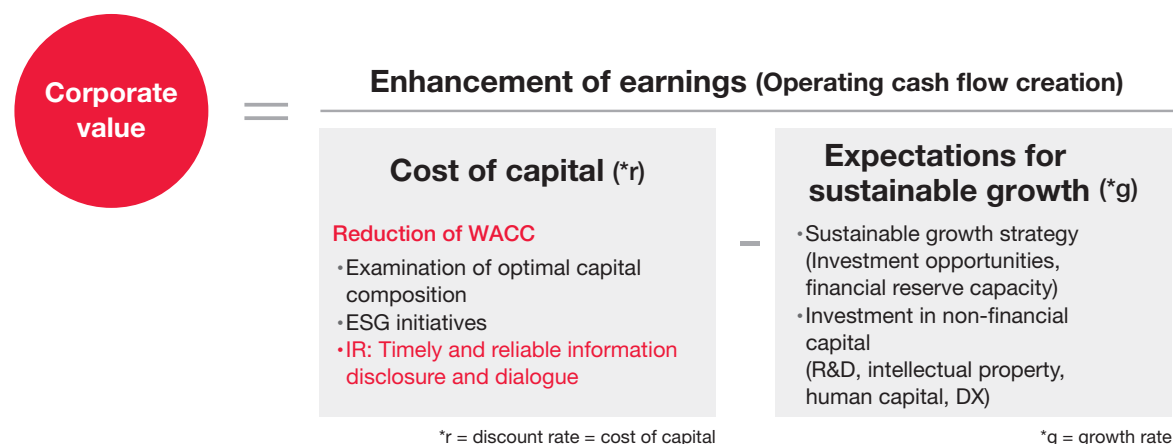 Corporate
value
=
Enhancement of earnings (Operating cash flow creation)
Cost of capital (*r)
Reduction of WACC
・Examination of optimal capital
composition
・ESG initiatives
・IR: Timely and reliable information
disclosure and dialogue
*r = discount rate = cost of capital
–
Expectations for
sustainable growth (*g)
・Sustainable growth strategy
(Investment opportunities,
financial reserve capacity)
・Investment in non-financial
capital
(R&D, intellectual property,
human capital, DX)
*g = growth rate